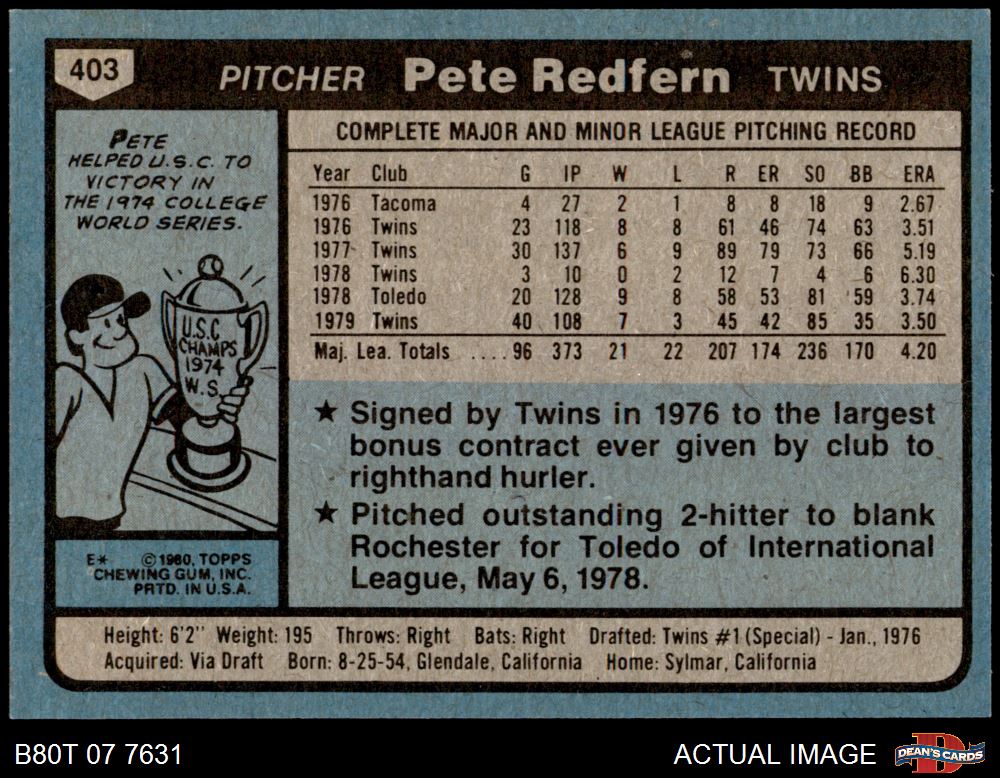 403
PITCHER Pete Redfern TWINS
PETE
HELPED U.S.C. TO
VICTORY IN
THE 1974 COLLEGE
WORLD SERIES.
U.S.C
CHAMPS
1974
W.S.
E* ©1980, TOPPS
CHEWING GUM, INC.
PRTD. IN U.S.A.
COMPLETE MAJOR AND MINOR LEAGUE PITCHING RECORD
Year Club G IP W L R ER SO BB ERA
1976 Tacoma 4 27 2 1 8 8 18 9 2.67
1976 Twins 23 118 8 8 61 46 74 63 3.51
1977 Twins 30 137 6 9 89 79 73 66 5.19
1978 Twins 3 10 0 2 12 7 4 6 6.30
1978 Toledo 20 128 9 8 58 53 81 59 3.74
1979 Twins 40 108 7 3 45 42 85 35 3.50
Maj. Lea. Totals ....96 373 21 22 207 174 236 170 4.20
★ Signed by Twins in 1976 to the largest
bonus contract ever given by club to
righthand hurler.
★ Pitched outstanding 2-hitter to blank
Rochester for Toledo of International
League, May 6, 1978.
Height: 6'2" Weight: 195 Throws: Right Bats: Right Drafted: Twins #1 (Special) - Jan., 1976
Acquired: Via Draft Born: 8-25-54, Glendale, California Home: Sylmar, California
B80T 07 7631 ACTUAL IMAGE DEAN'S CARDS